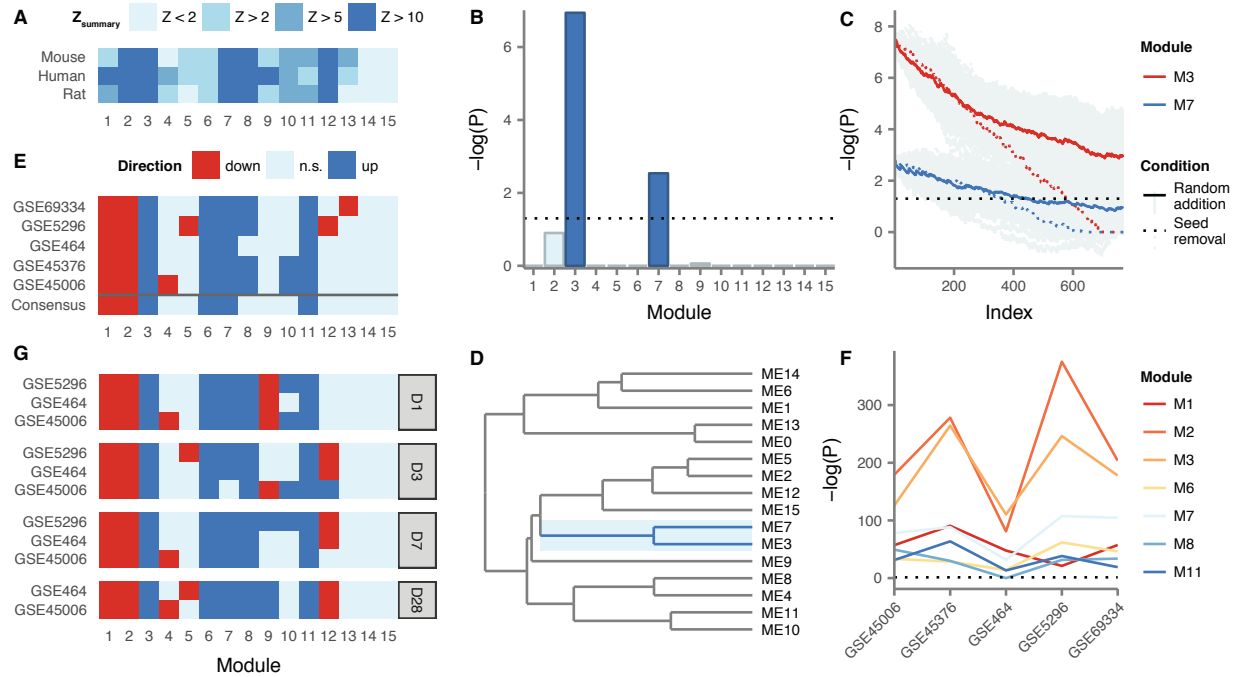 A
Zsummary Z < 2 Z > 2 Z > 5 Z > 10
Mouse
Human
Rat
1 2 3 4 5 6 7 8 9 10 11 12 13 14 15
B
−log(P)
6
4
2
0
1 2 3 4 5 6 7 8 9 10 11 12 13 14 15
Module
C
−log(P)
8
6
4
2
0
200 400 600
Index
Module
M3
M7
Condition
Random
addition
Seed
removal
E
Direction down n.s. up
GSE69334
GSE5296
GSE464
GSE45376
GSE45006
Consensus
1 2 3 4 5 6 7 8 9 10 11 12 13 14 15
G
GSE5296
GSE464
GSE45006
D1
GSE5296
GSE464
GSE45006
D3
GSE5296
GSE464
GSE45006
D7
GSE464
GSE45006
D28
1 2 3 4 5 6 7 8 9 10 11 12 13 14 15
Module
D
ME14
ME6
ME1
ME13
ME0
ME5
ME2
ME12
ME15
ME7
ME3
ME9
ME8
ME4
ME11
ME10
F
−log(P)
300
200
100
0
GSE45006
GSE45376
GSE464
GSE5296
GSE69334
Module
M1
M2
M3
M6
M7
M8
M11